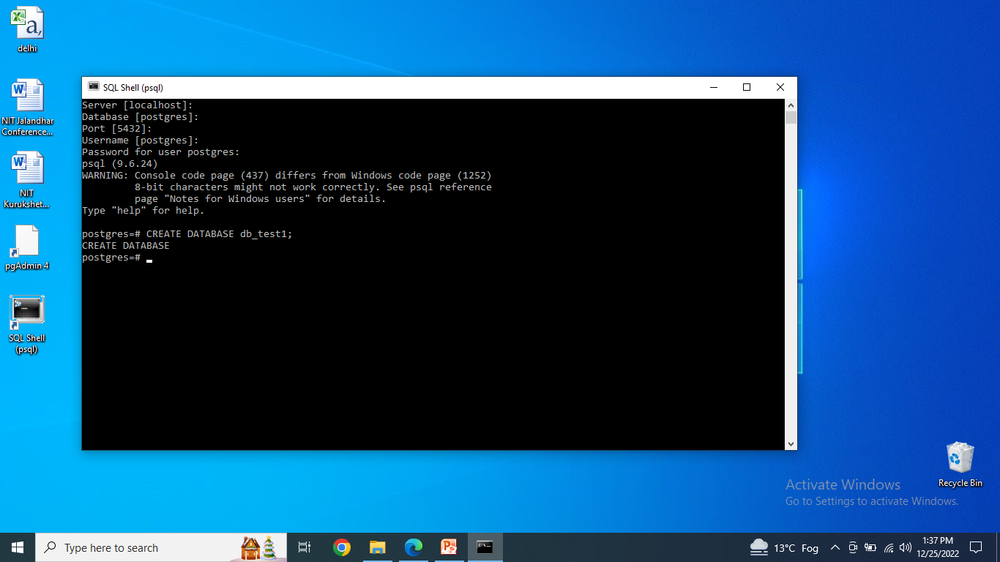 delhi
NIT Jalandhar
Conference...
NIT
Kurukshet...
pgAdmin 4
SQL Shell
(psql)
SQL Shell (psql)
Server [localhost]:
Database [postgres]:
Port [5432]:
Username [postgres]:
Password for user postgres:
psql (9.6.24)
WARNING: Console code page (437) differs from Windows code page (1252)
         8-bit characters might not work correctly. See psql reference
         page "Notes for Windows users" for details.
Type "help" for help.
postgres=# CREATE DATABASE db_test1;
CREATE DATABASE
postgres=#
Recycle Bin
Activate Windows
Go to Settings to activate Windows.
Type here to search
13°C Fog
1:37 PM
12/25/2022